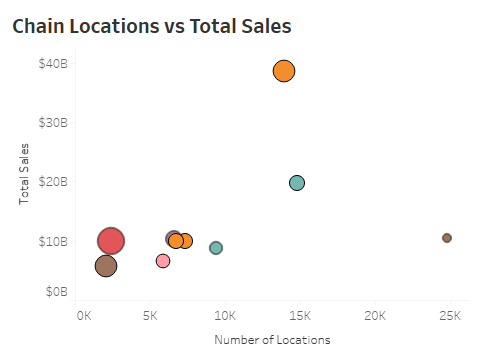 Chain Locations vs Total Sales
$40B
$30B
$20B
$10B
$0B
Total Sales
0K 5K 10K 15K 20K 25K
Number of Locations